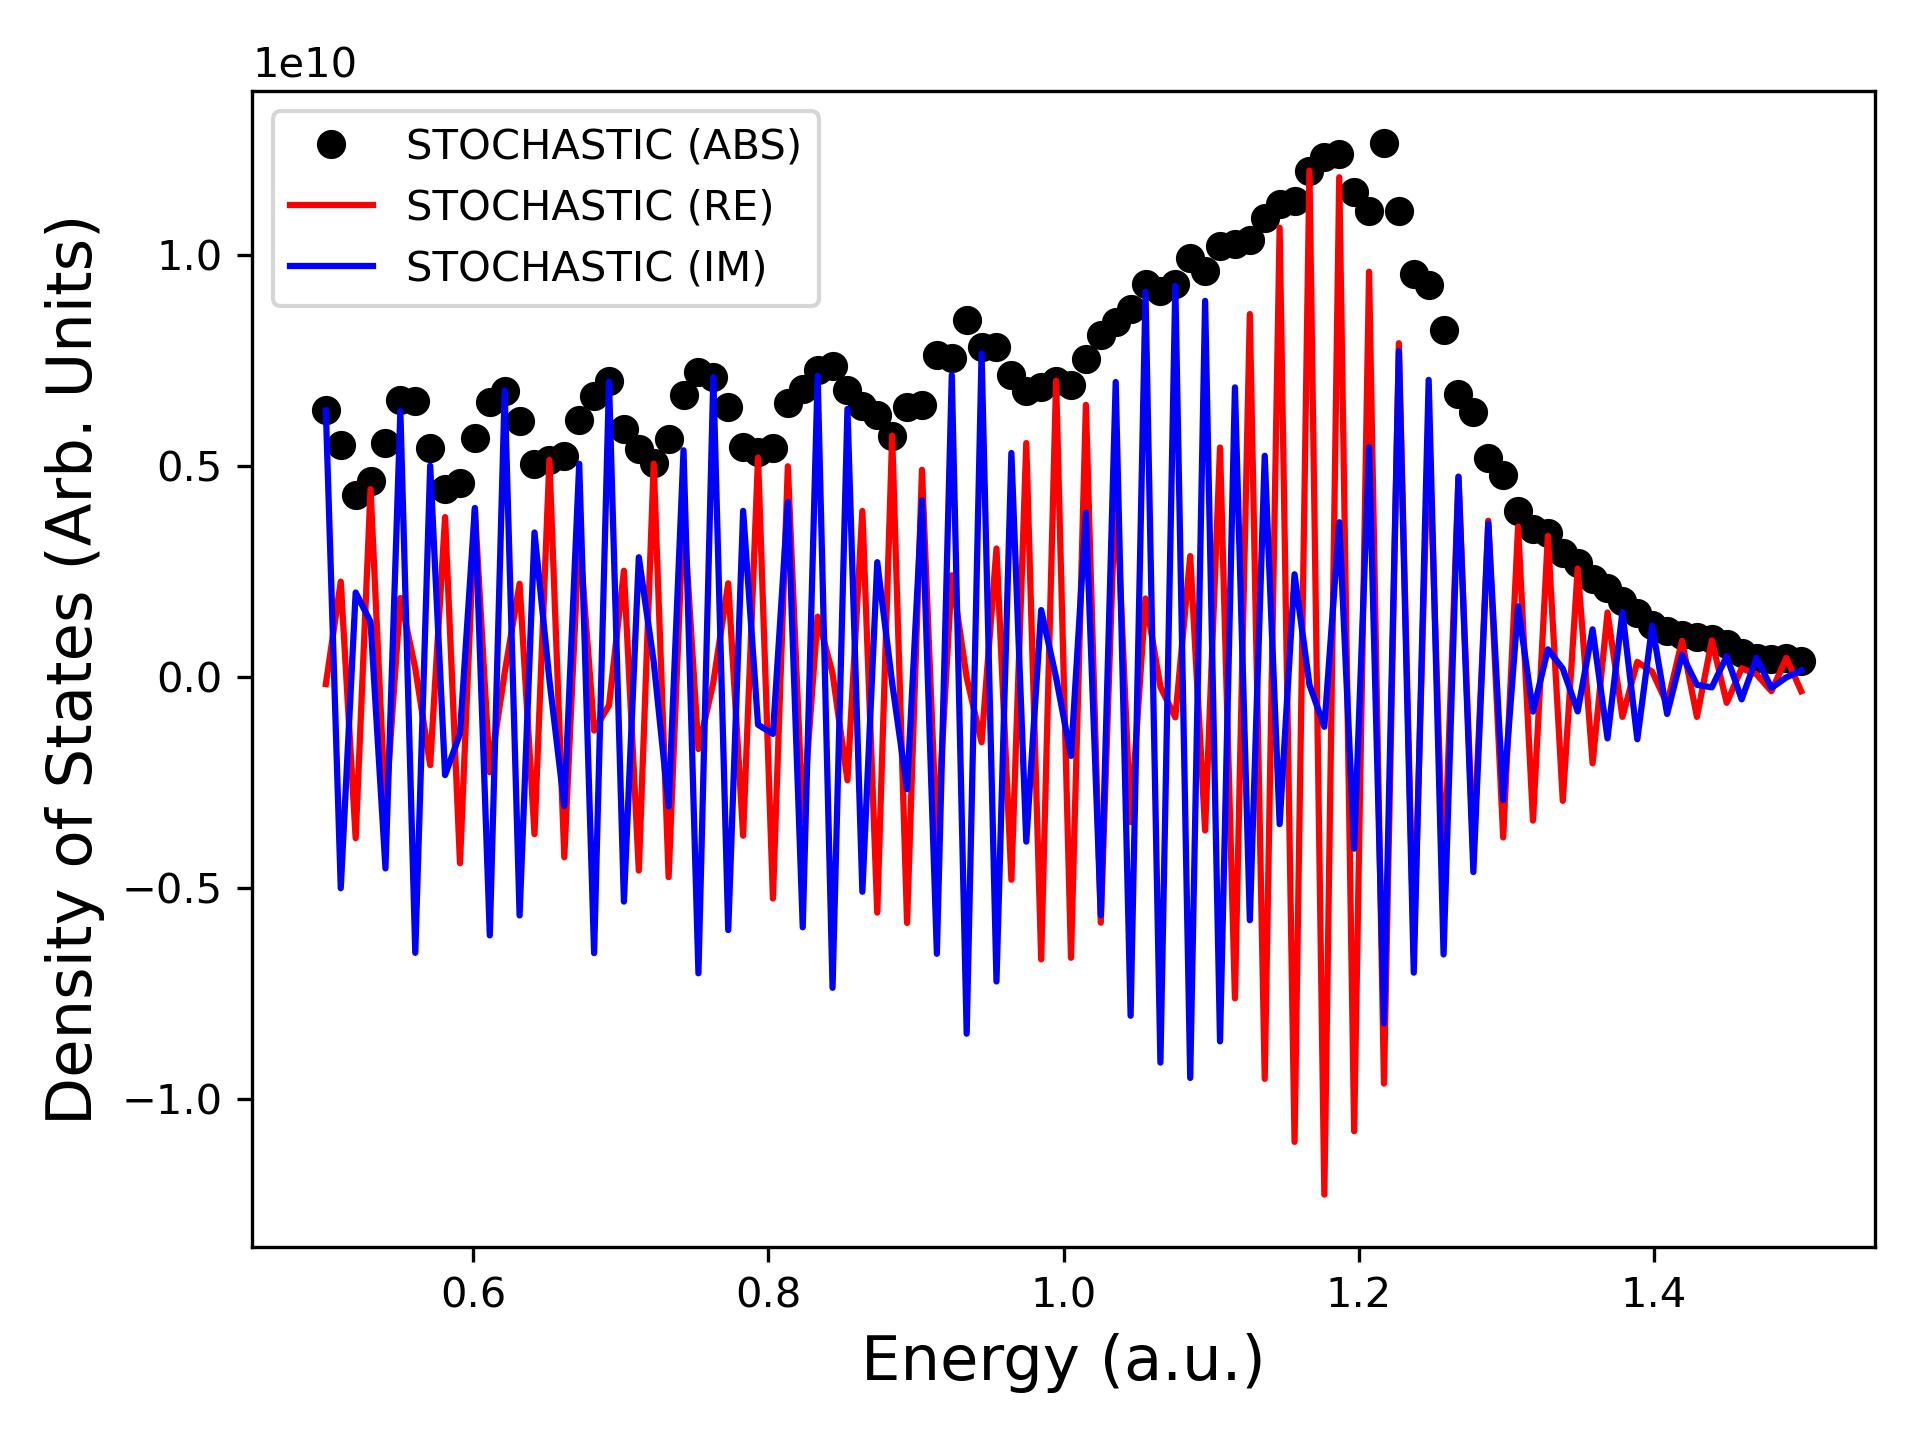 1e10
STOCHASTIC (ABS)
STOCHASTIC (RE)
STOCHASTIC (IM)
Density of States (Arb. Units)
1.0
0.5
0.0
−0.5
−1.0
0.6 0.8 1.0 1.2 1.4
Energy (a.u.)